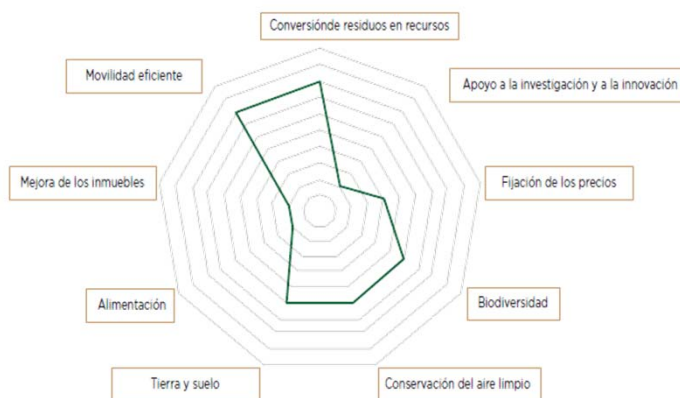 Conversiónde residuos en recursos
Movilidad eficiente
Apoyo a la investigación y a la innovación
Mejora de los inmuebles
Fijación de los precios
Alimentación
Biodiversidad
Tierra y suelo
Conservación del aire limpio